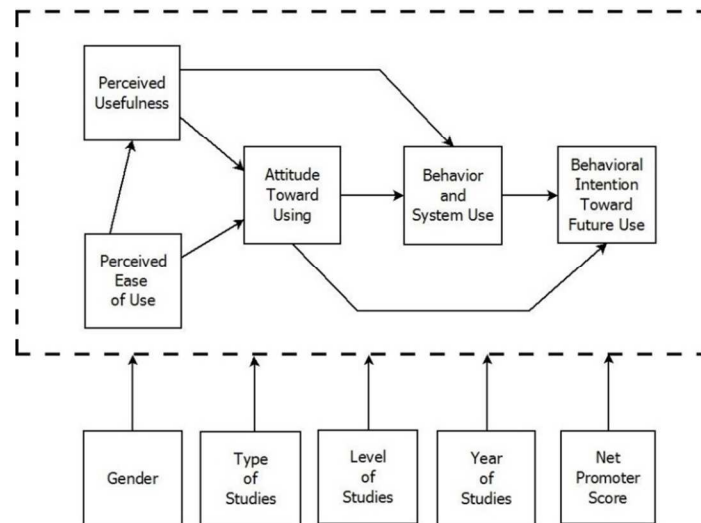 Perceived
Usefulness
Attitude
Toward
Using
Behavior
and
System Use
Behavioral
Intention
Toward
Future Use
Perceived
Ease
of Use
Gender
Type
of
Studies
Level
of
Studies
Year
of
Studies
Net
Promoter
Score